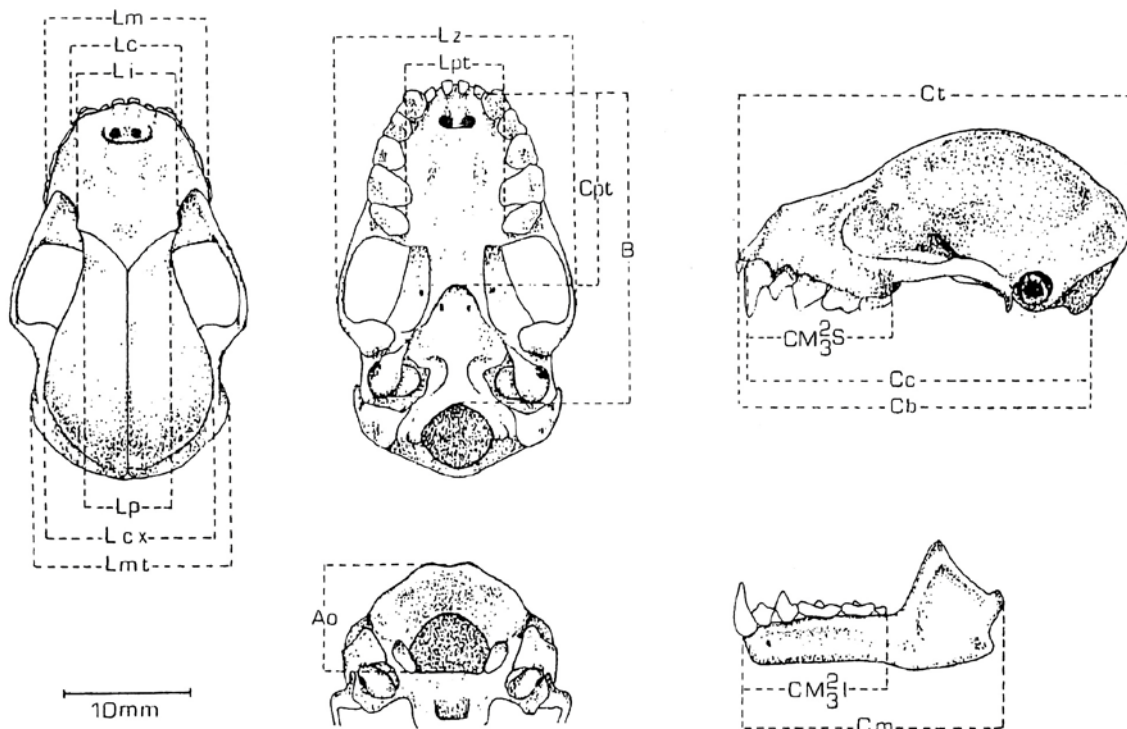 Lm
Lc
Li
Lp
Lcx
Lmt
10mm
Lz
Lpt
Cpt
B
Ao
Ct
CM2/3S
Cc
Cb
CM2/3I
Cm